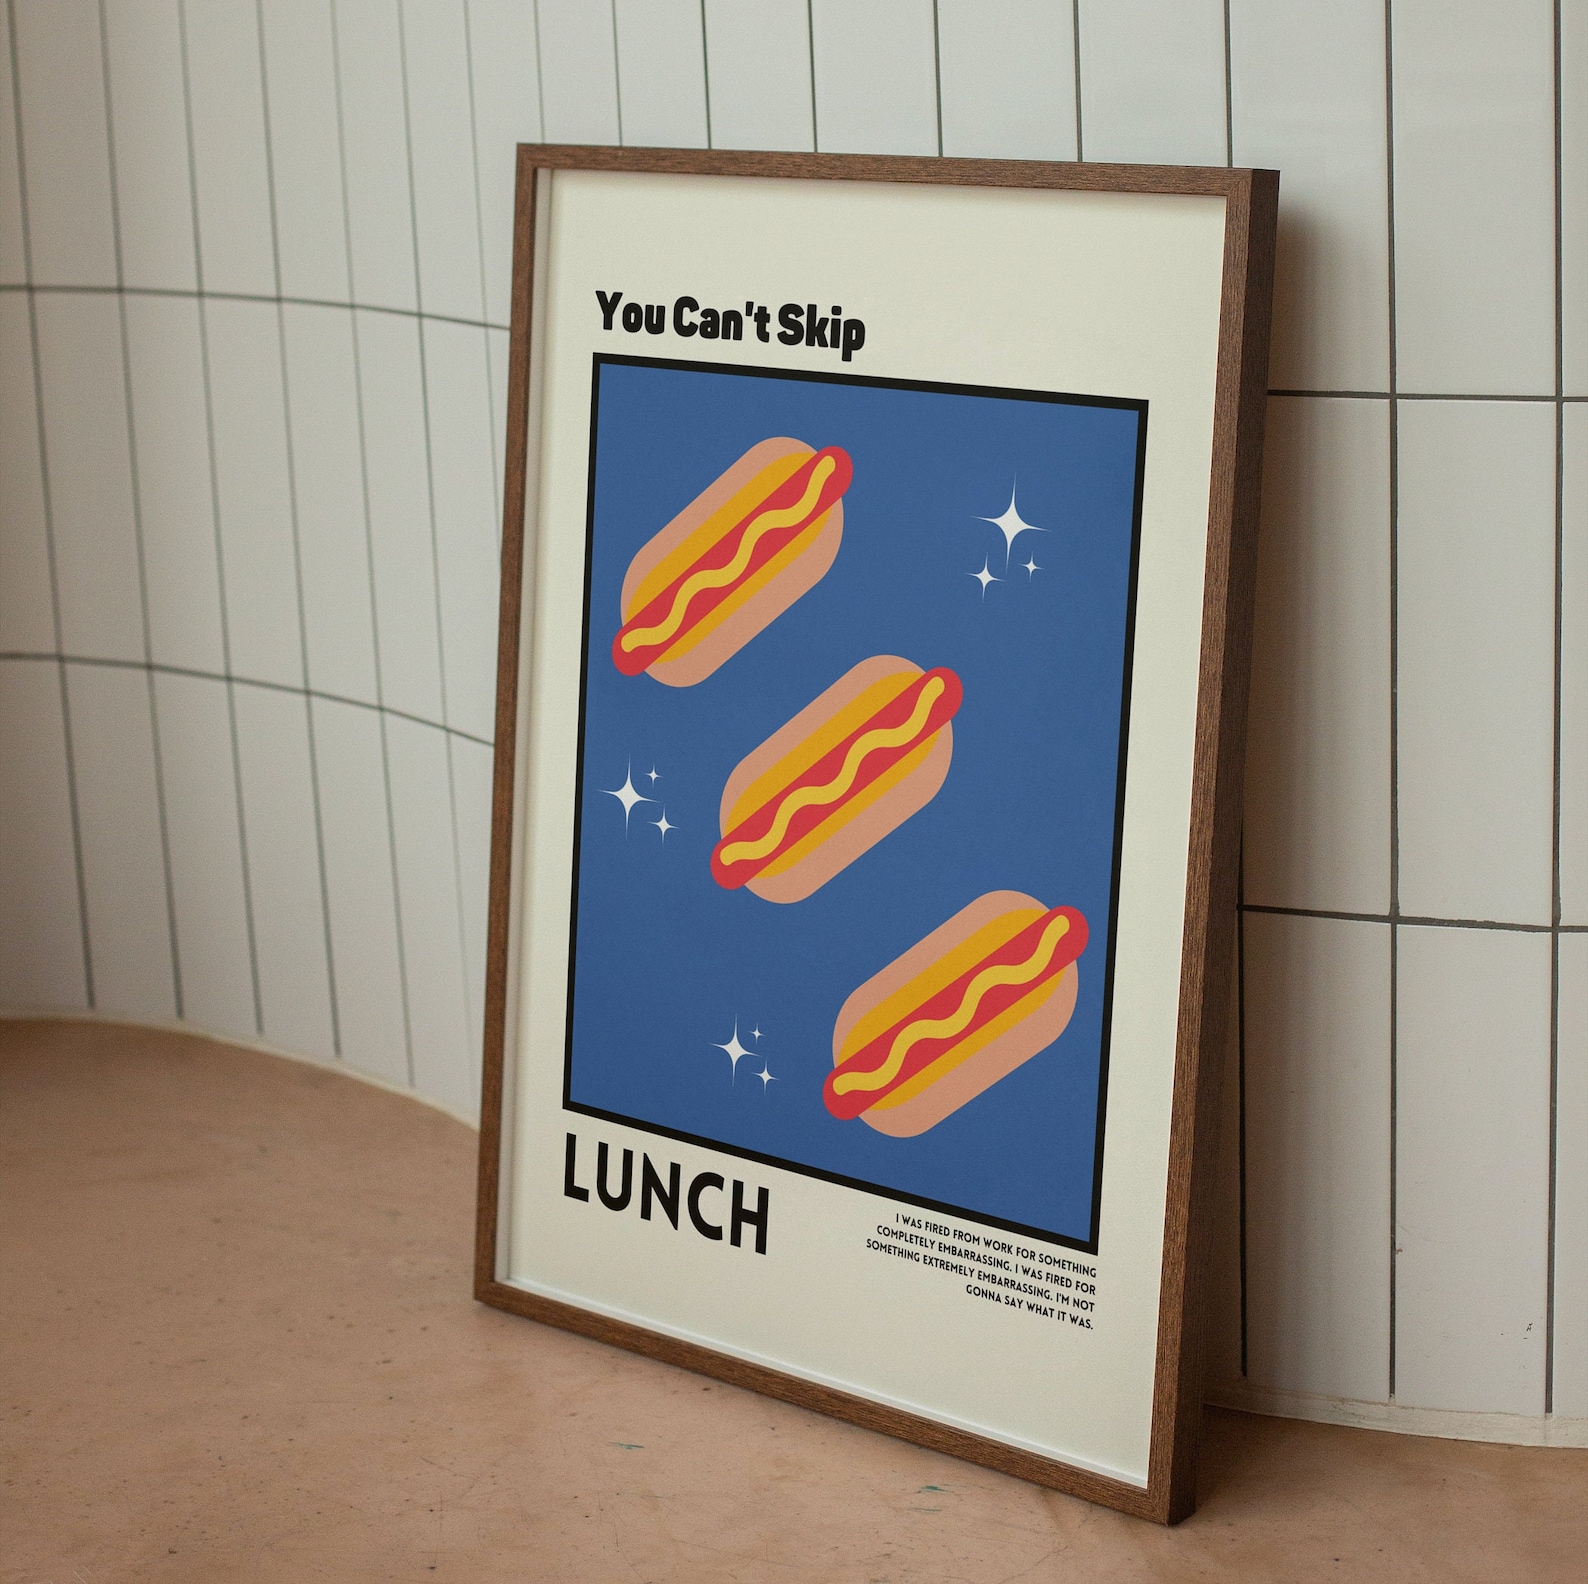 You Can't Skip
LUNCH
I WAS FIRED FROM WORK FOR SOMETHING
COMPLETELY EMBARRASSING. I WAS FIRED FOR
SOMETHING EXTREMELY EMBARRASSING. I'M NOT
GONNA SAY WHAT IT WAS.